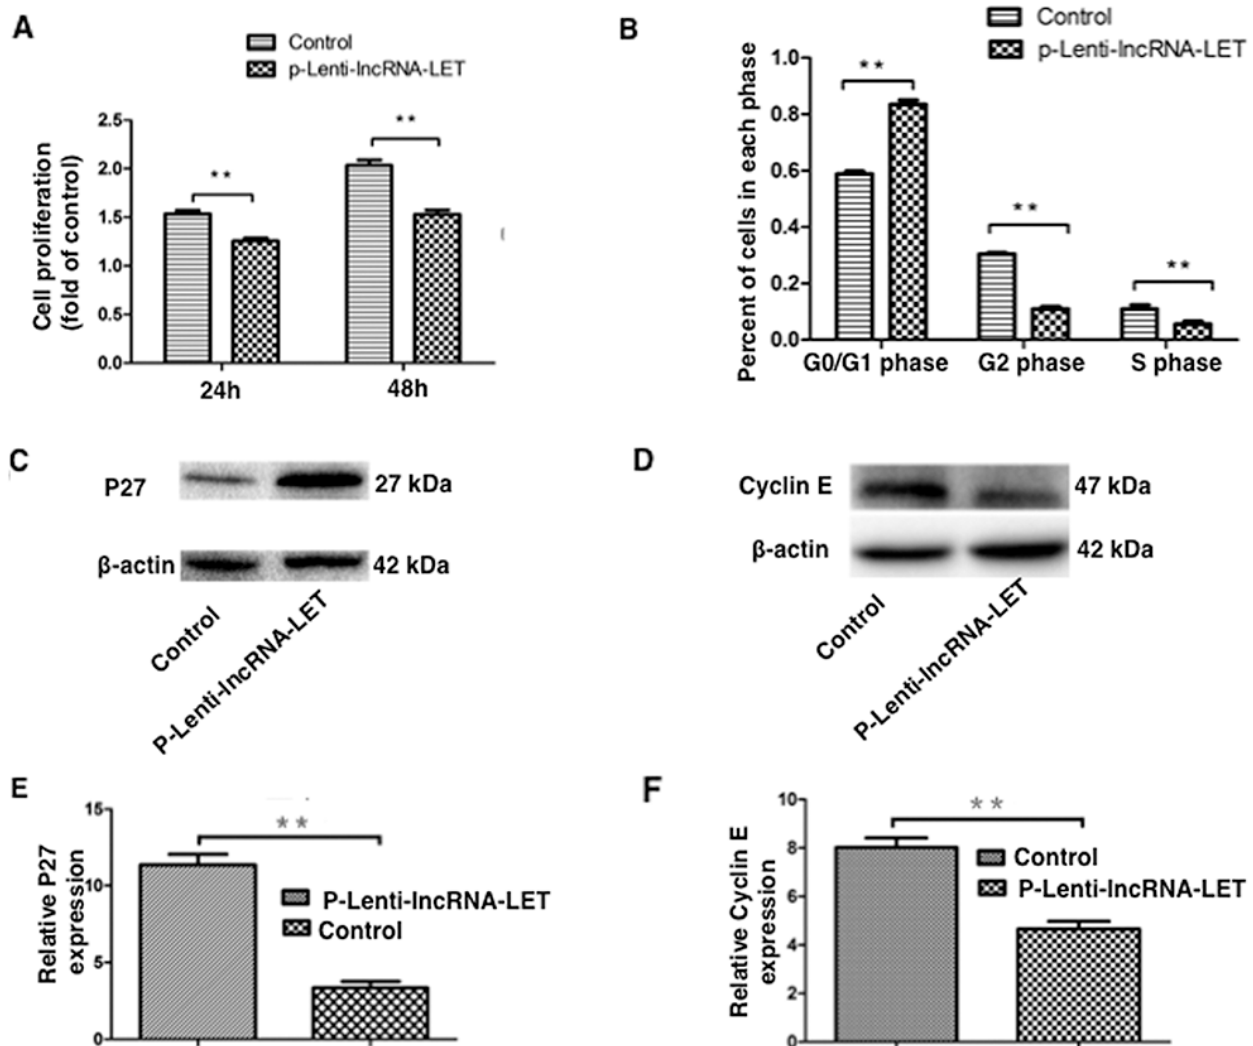 A
Control
p-Lenti-lncRNA-LET
Cell proliferation
(fold of control)
2.5
2.0
1.5
1.0
0.5
0.0
**
**
24h
48h
B
Control
p-Lenti-lncRNA-LET
Percent of cells in each phase
1.0
0.8
0.6
0.4
0.2
0.0
**
**
**
G0/G1 phase
G2 phase
S phase
C
P27
27 kDa
β-actin
42 kDa
Control
P-Lenti-lncRNA-LET
D
Cyclin E
47 kDa
β-actin
42 kDa
Control
P-Lenti-lncRNA-LET
E
Relative P27
expression
15
10
5
0
**
P-Lenti-lncRNA-LET
Control
F
Relative Cyclin E
expression
10
8
6
4
2
0
**
Control
P-Lenti-lncRNA-LET